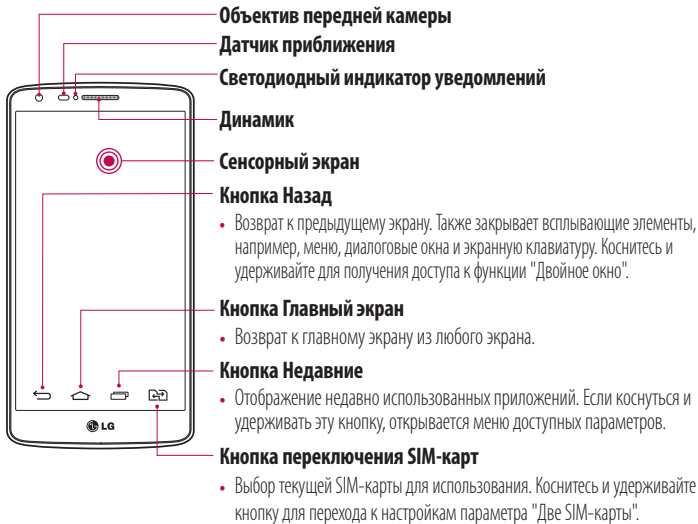 Объектив передней камеры
Датчик приближения
Светодиодный индикатор уведомлений
Динамик
Сенсорный экран
Кнопка Назад
• Возврат к предыдущему экрану. Также закрывает всплывающие элементы,
например, меню, диалоговые окна и экранную клавиатуру. Коснитесь и
удерживайте для получения доступа к функции "Двойное окно".
Кнопка Главный экран
• Возврат к главному экрану из любого экрана.
Кнопка Недавние
• Отображение недавно использованных приложений. Если коснуться и
удерживать эту кнопку, открывается меню доступных параметров.
Кнопка переключения SIM-карт
• Выбор текущей SIM-карты для использования. Коснитесь и удерживайте
кнопку для перехода к настройкам параметра "Две SIM-карты".
LG